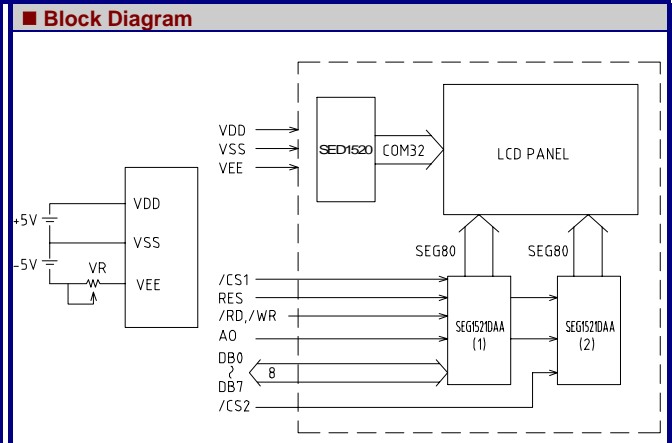 ■ Block Diagram
VDD
VSS
VEE
SED1520
COM32
LCD PANEL
+5V
-5V
VR
VDD
VSS
VEE
SEG80
SEG80
/CS1
RES
/RD,/WR
A0
DB0
~
DB7
8
/CS2
SEG1521DAA
(1)
SEG1521DAA
(2)